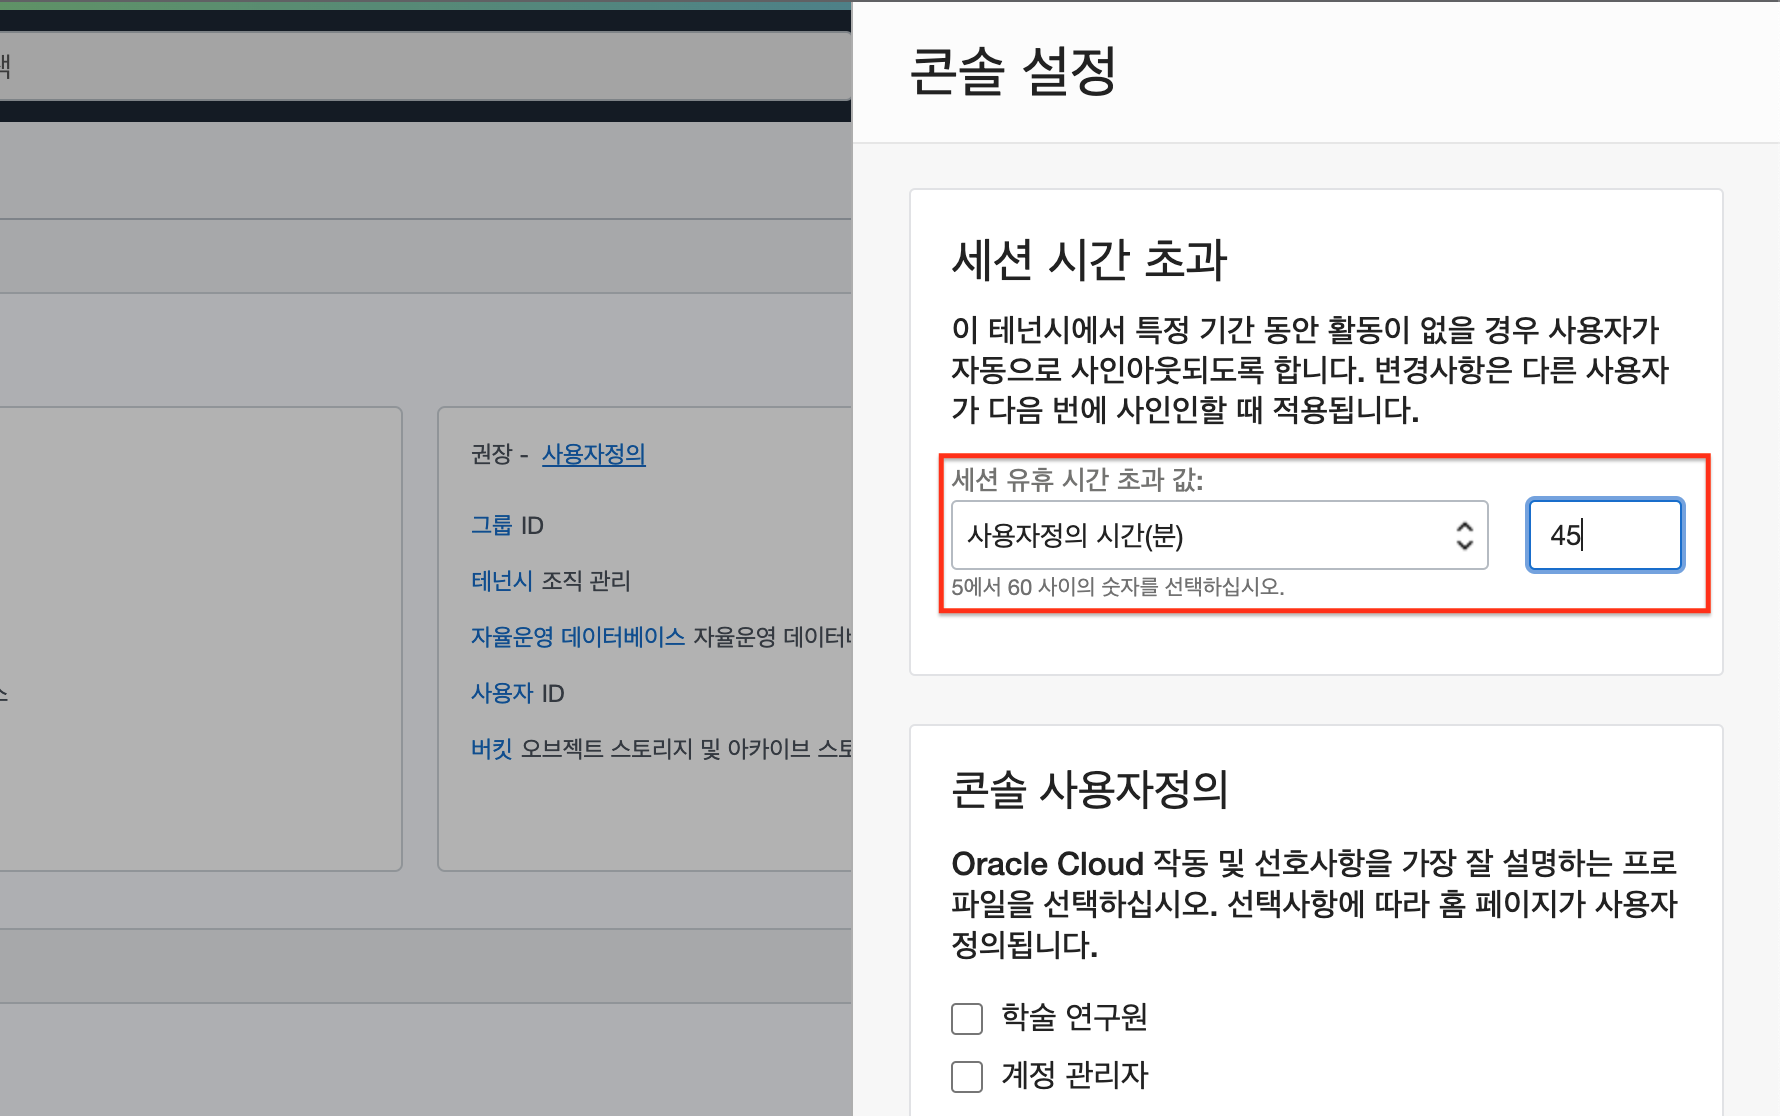 콘솔 설정
세션 시간 초과
이 테넌시에서 특정 기간 동안 활동이 없을 경우 사용자가
자동으로 사인아웃되도록 합니다. 변경사항은 다른 사용자
가 다음 번에 사인인할 때 적용됩니다.
세션 유휴 시간 초과 값:
사용자정의 시간(분)
45
5에서 60 사이의 숫자를 선택하십시오.
콘솔 사용자정의
Oracle Cloud 작동 및 선호사항을 가장 잘 설명하는 프로
파일을 선택하십시오. 선택사항에 따라 홈 페이지가 사용자
정의됩니다.
학술 연구원
계정 관리자
권장 - 사용자정의
그룹 ID
테넌시 조직 관리
자율운영 데이터베이스 자율운영 데이터
사용자 ID
버킷 오브젝트 스토리지 및 아카이브 스토